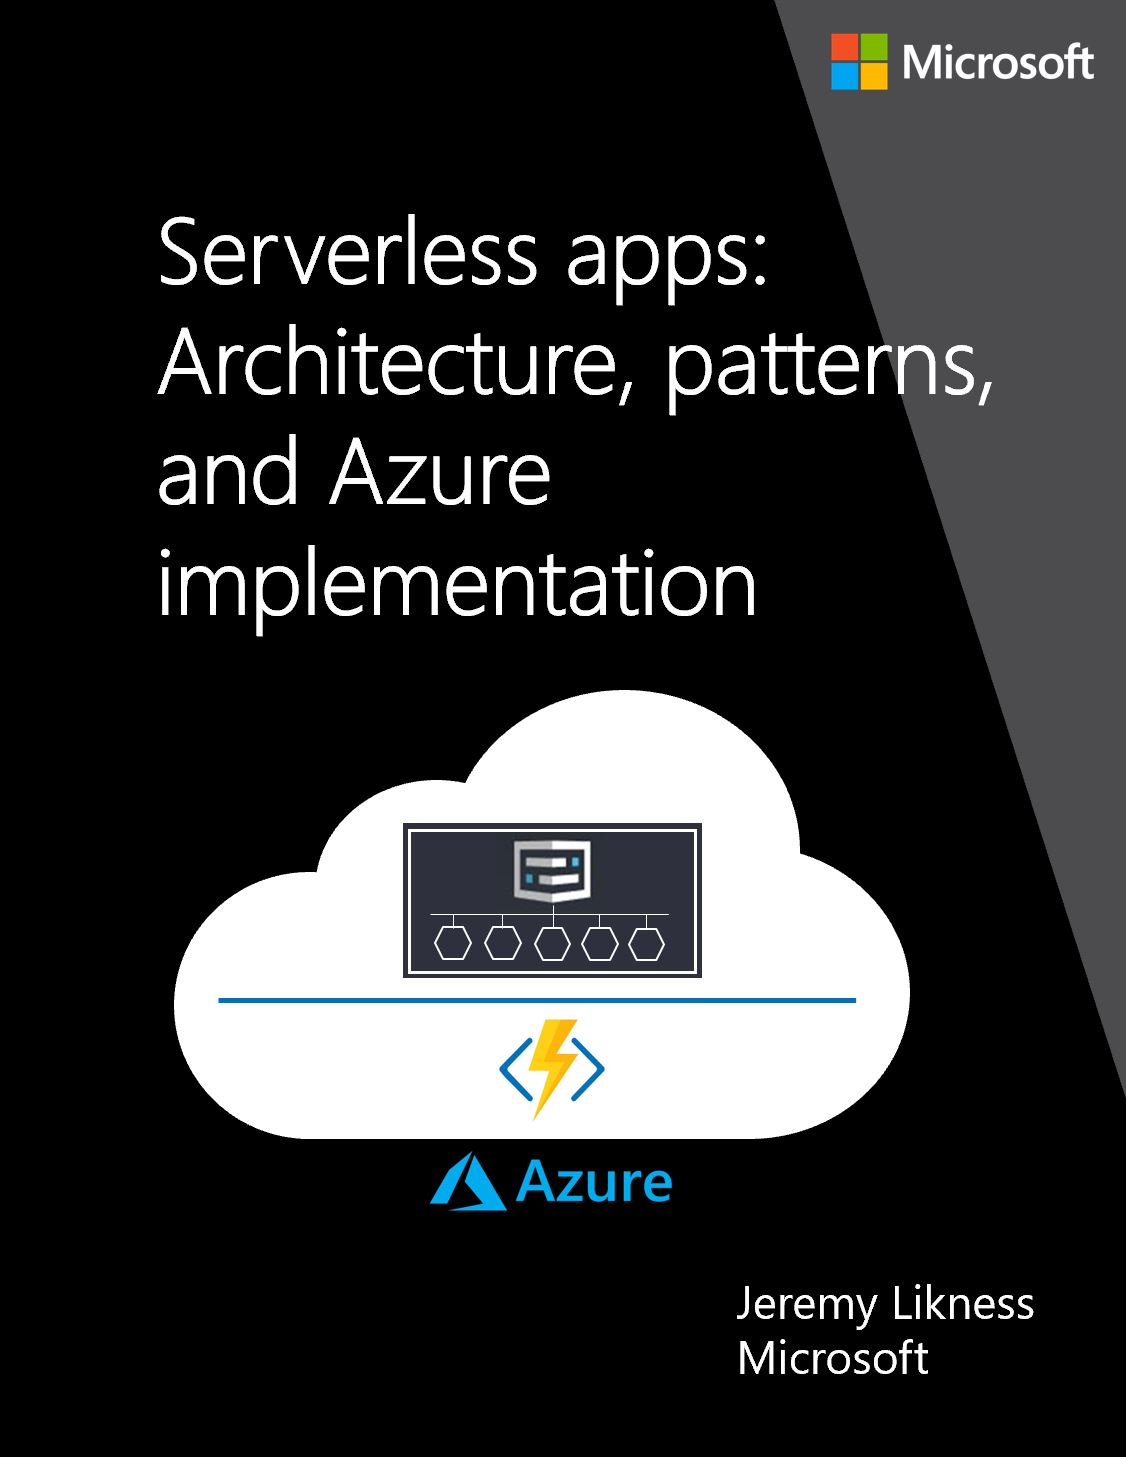 Microsoft
Serverless apps:
Architecture, patterns,
and Azure
implementation
Azure
Jeremy Likness
Microsoft